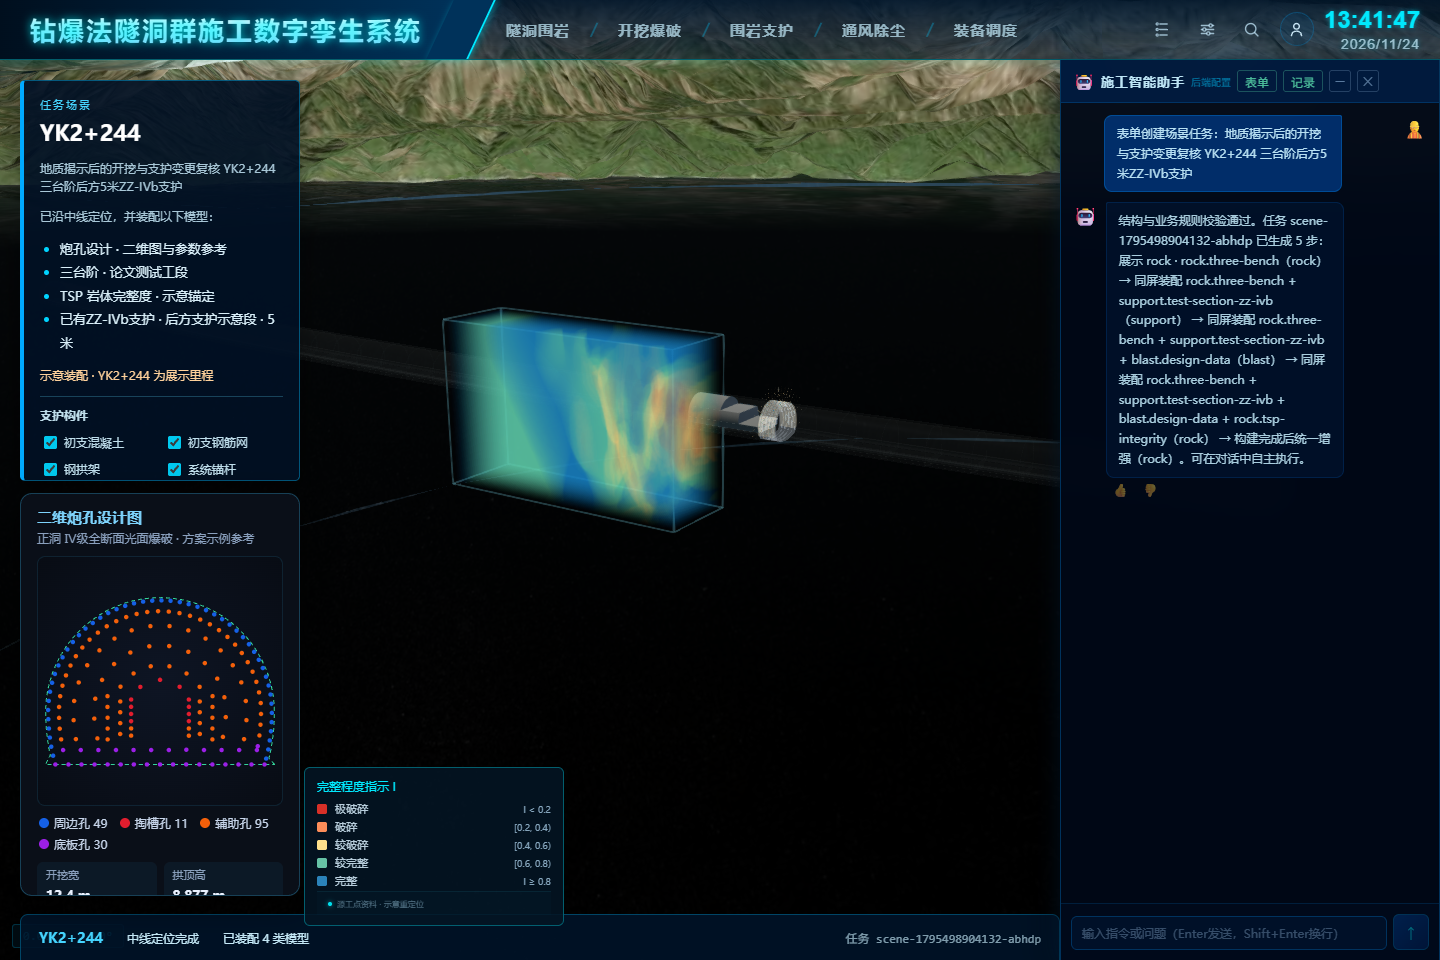 钻爆法隧洞群施工数字孪生系统
隧洞围岩 / 开挖爆破 / 围岩支护 / 通风除尘 / 装备调度
13:41:47
2026/11/24
任务场景
YK2+244
地质揭示后的开挖与支护变更复核 YK2+244
三台阶后方5米ZZ-IVb支护
已沿中线定位，并装配以下模型：
炮孔设计 · 二维图与参数参考
三台阶 · 论文测试工段
TSP 岩体完整度 · 示意锚定
已有ZZ-IVb支护 · 后方支护示意段 · 5
米
示意装配 · YK2+244 为展示里程
支护构件
初支混凝土 初支钢筋网
钢拱架 系统锚杆
二维炮孔设计图
正洞 IV级全断面光面爆破 · 方案示例参考
周边孔 49 掏槽孔 11 辅助孔 95
底板孔 30
开挖宽 拱顶高
12.4 m 8.877 m
完整程度指示 I
极破碎 I < 0.2
破碎 [0.2, 0.4)
较破碎 [0.4, 0.6)
较完整 [0.6, 0.8)
完整 I ≥ 0.8
源工点资料 · 示意重定位
YK2+244 中线定位完成 已装配 4 类模型 任务 scene-1795498904132-abhdp
施工智能助手 后端配置 表单 记录
表单创建场景任务：地质揭示后的开挖
与支护变更复核 YK2+244 三台阶后方5
米ZZ-IVb支护
结构与业务规则校验通过。任务 scene-
1795498904132-abhdp 已生成 5 步：
展示 rock · rock.three-bench（rock）
→ 同屏装配 rock.three-bench +
support.test-section-zz-ivb
（support） → 同屏装配 rock.three-
bench + support.test-section-zz-ivb
+ blast.design-data（blast） → 同屏
装配 rock.three-bench +
support.test-section-zz-ivb +
blast.design-data + rock.tsp-
integrity（rock） → 构建完成后统一增
强（rock）。可在对话中自主执行。
输入指令或问题（Enter发送，Shift+Enter换行）